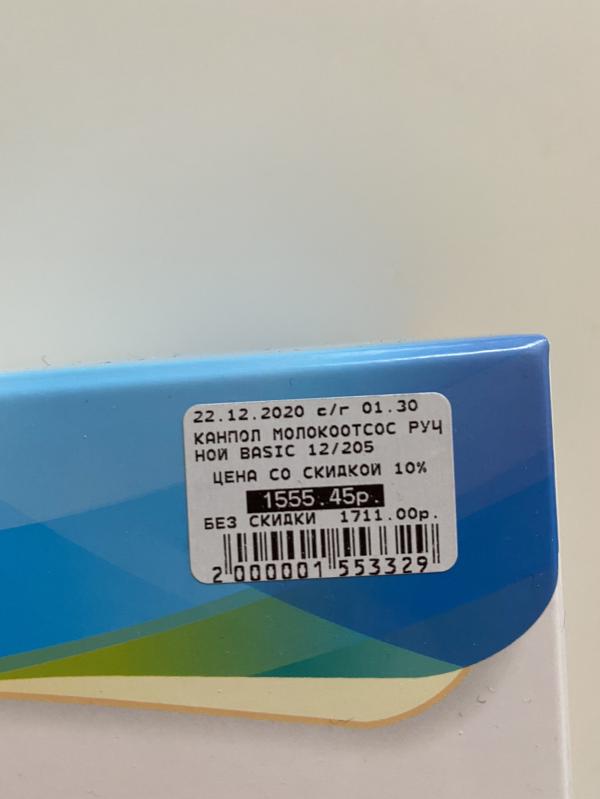 22.12.2020 с/г 01.30
КАНПОЛ МОЛОКООТСОС РУЧ
НОЙ BASIC 12/205
ЦЕНА СО СКИДКОЙ 10%
1555.45р.
БЕЗ СКИДКИ 1711.00р.
2 000001 553329